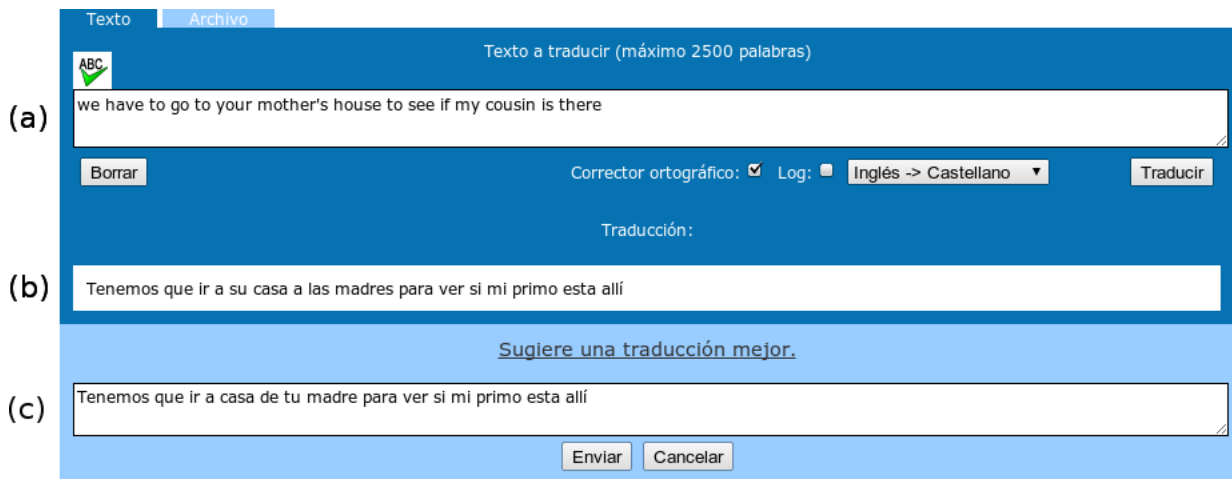 Texto Archivo
Texto a traducir (máximo 2500 palabras)
ABC
(a)
we have to go to your mother's house to see if my cousin is there
Borrar Corrector ortográfico: Log: Inglés -> Castellano Traducir
Traducción:
(b)
Tenemos que ir a su casa a las madres para ver si mi primo esta allí
Sugiere una traducción mejor.
(c)
Tenemos que ir a casa de tu madre para ver si mi primo esta allí
Enviar Cancelar